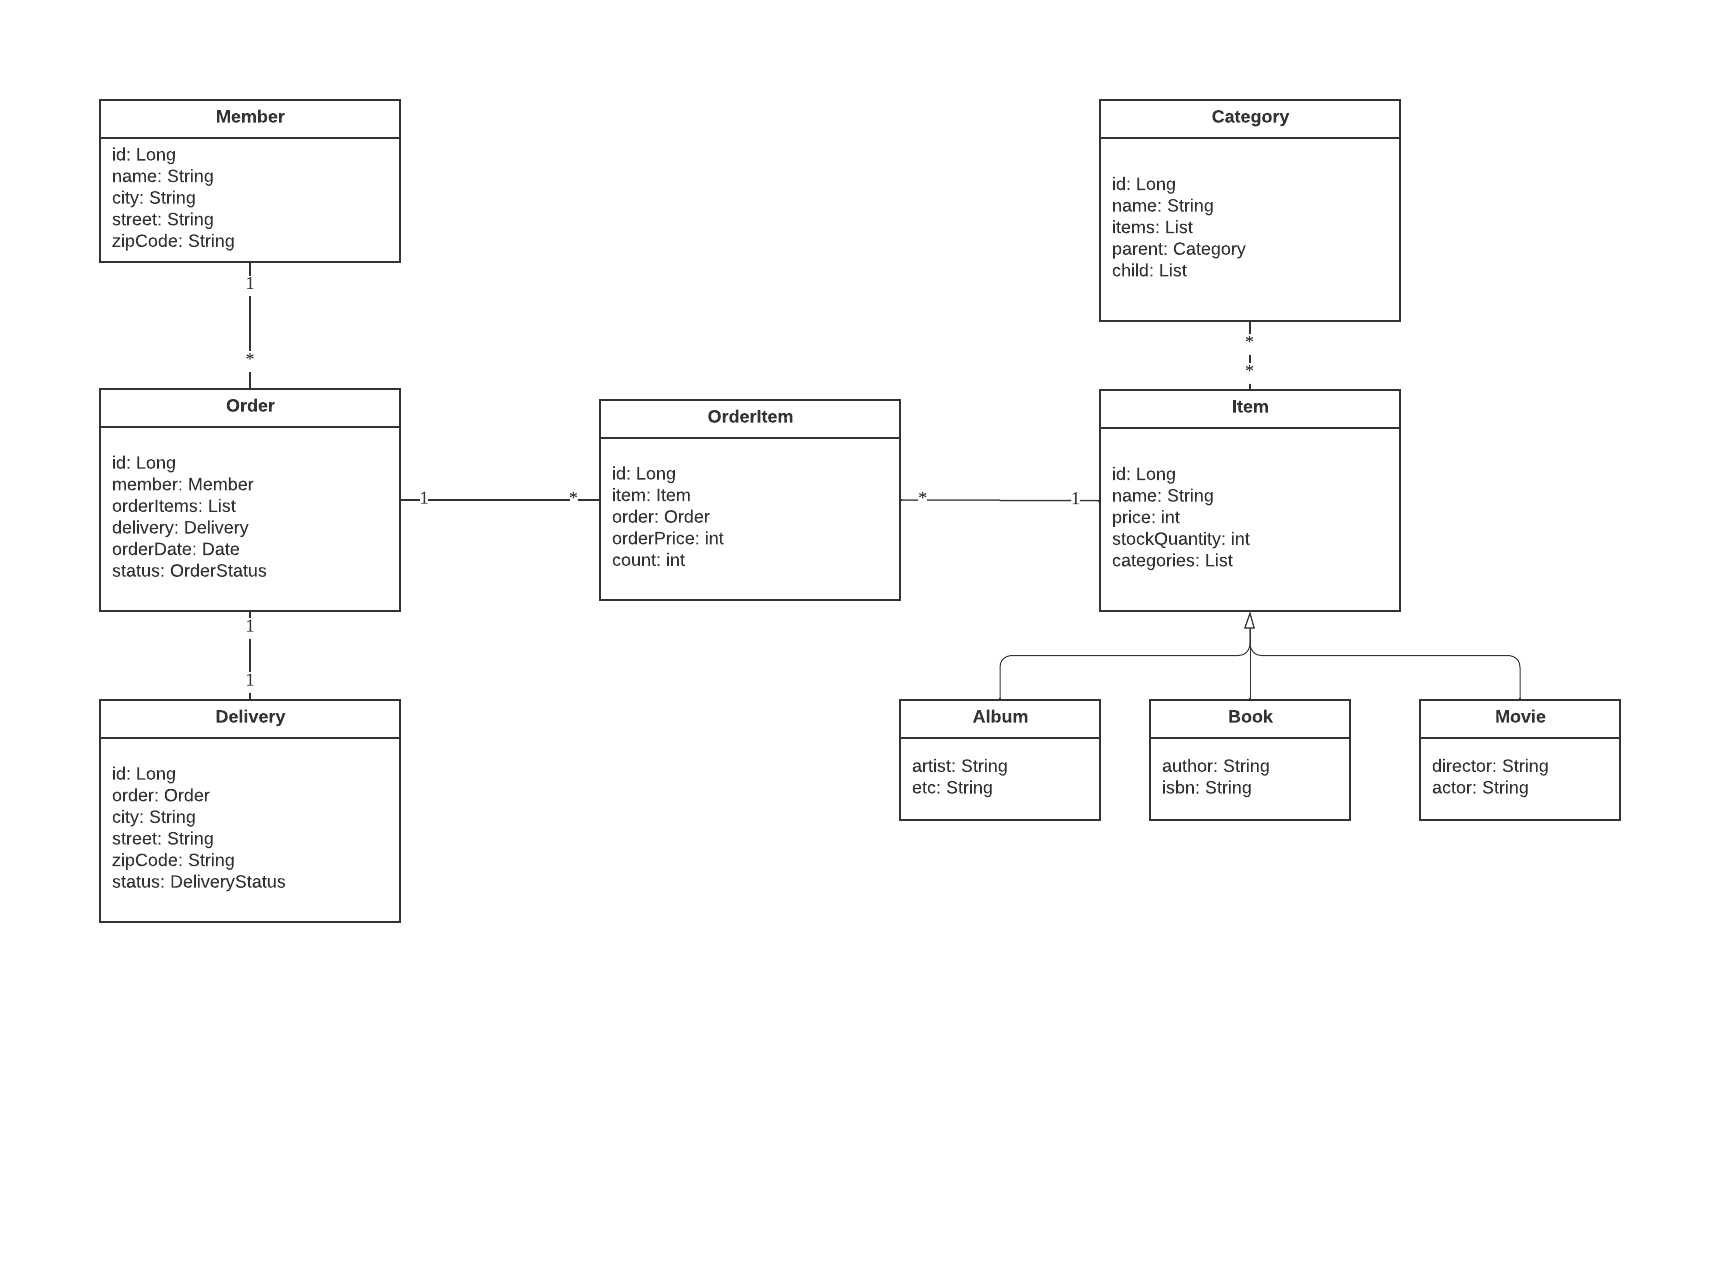 Member
id: Long
name: String
city: String
street: String
zipCode: String
1
*
Order
id: Long
member: Member
orderItems: List
delivery: Delivery
orderDate: Date
status: OrderStatus
1
*
1
1
Delivery
id: Long
order: Order
city: String
street: String
zipCode: String
status: DeliveryStatus
OrderItem
id: Long
item: Item
order: Order
orderPrice: int
count: int
*
1
Category
id: Long
name: String
items: List
parent: Category
child: List
*
*
Item
id: Long
name: String
price: int
stockQuantity: int
categories: List
Album
artist: String
etc: String
Book
author: String
isbn: String
Movie
director: String
actor: String